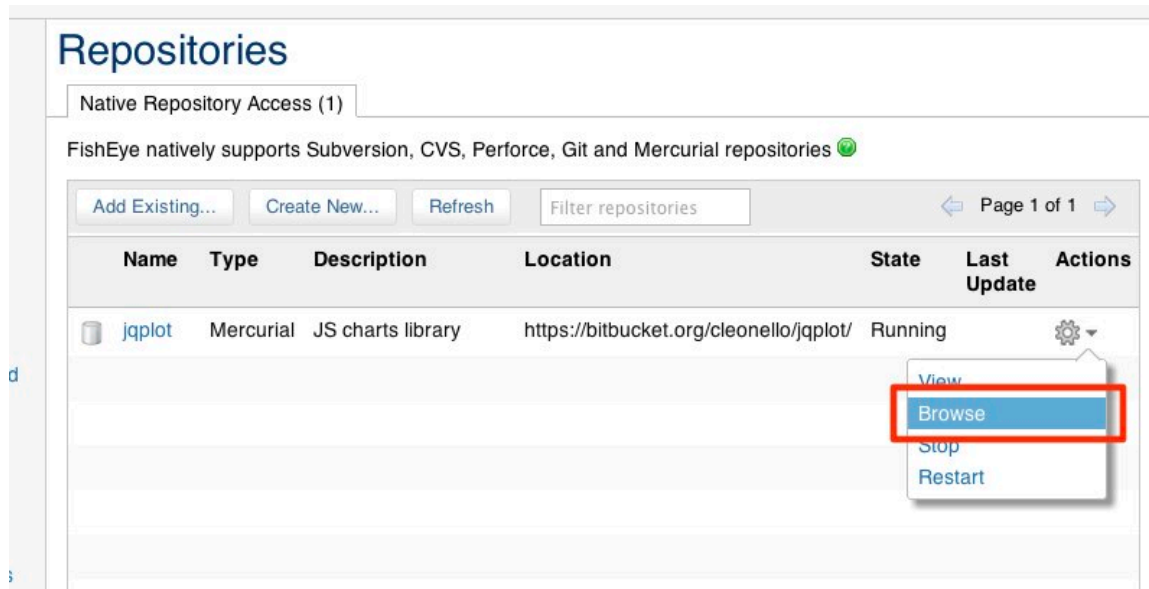 Repositories
Native Repository Access (1)
FishEye natively supports Subversion, CVS, Perforce, Git and Mercurial repositories
Add Existing... Create New... Refresh Filter repositories Page 1 of 1
Name Type Description Location State Last Update Actions
jqplot Mercurial JS charts library https://bitbucket.org/cleonello/jqplot/ Running
d
View
Browse
Stop
Restart
s